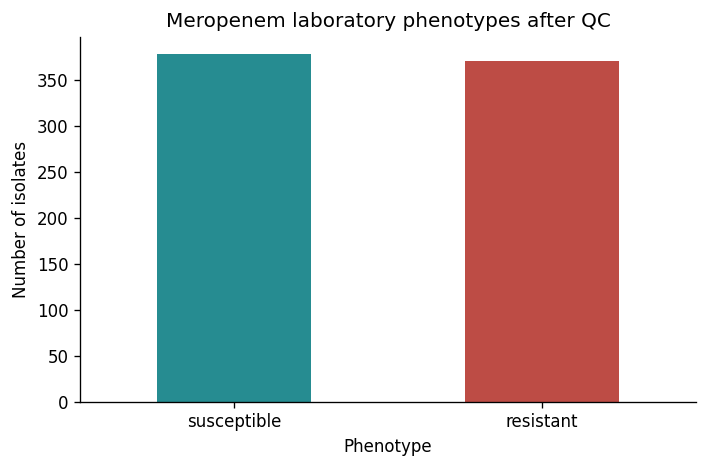 Meropenem laboratory phenotypes after QC
Number of isolates
350
300
250
200
150
100
50
0
susceptible
resistant
Phenotype